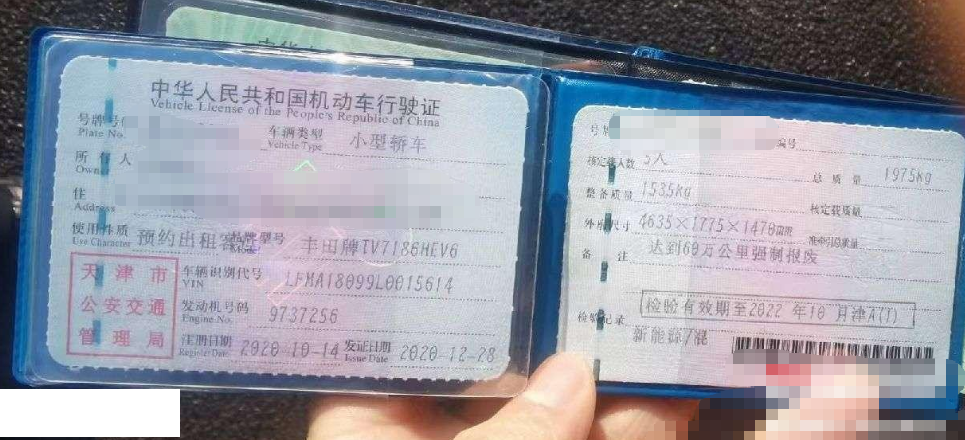 中华人民共和国机动车行驶证
Vehicle License of the People's Republic of China
号牌号
Plate No.
车辆类型 小型轿车
Vehicle Type
所有人
Owner
住
Address
使用性质 预约出租客
Use Character
型号 丰田牌TV7186HEV6
天津市
公安交通
管理局
车辆识别代号 LFMA18099L0015614
VIN
发动机号码 9737256
Engine No.
注册日期 2020-10-14 发证日期 2020-12-28
Register Date Issue Date
号
编号
核定载人数 5人 总质量 1975kg
整备质量 1535kg 核定载质量
外廓尺寸 4635×1775×1470mm 准牵引总质量
备注 达到60万公里强制报废
检验记录 检验有效期至2022年10月津A(T)
新能源/混